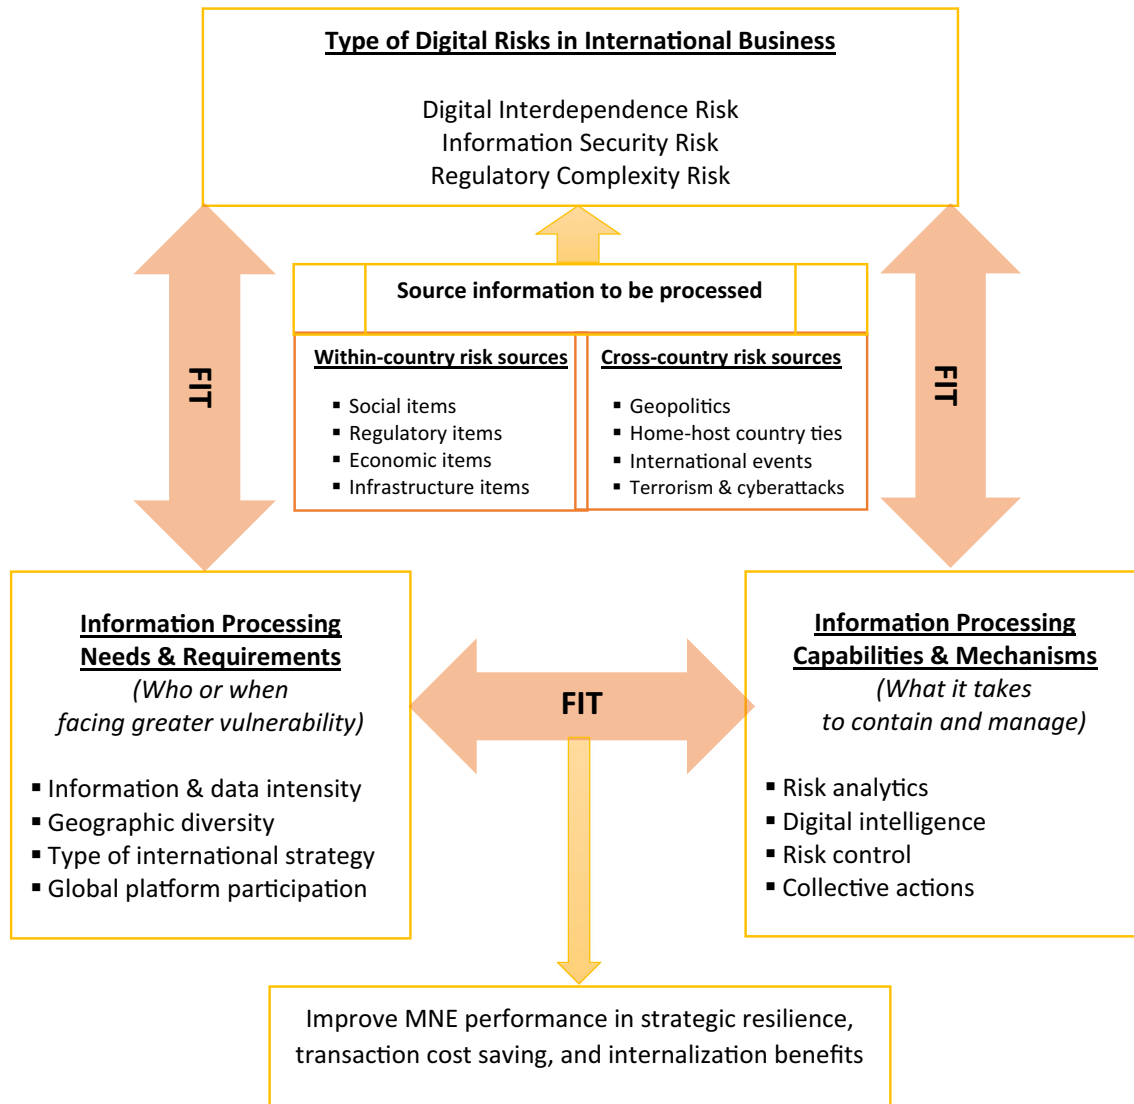 Type of Digital Risks in International Business
Digital Interdependence Risk
Information Security Risk
Regulatory Complexity Risk
Source information to be processed
Within-country risk sources
▪ Social items
▪ Regulatory items
▪ Economic items
▪ Infrastructure items
Cross-country risk sources
▪ Geopolitics
▪ Home-host country ties
▪ International events
▪ Terrorism & cyberattacks
FIT
FIT
Information Processing
Needs & Requirements
(Who or when
facing greater vulnerability)
▪ Information & data intensity
▪ Geographic diversity
▪ Type of international strategy
▪ Global platform participation
FIT
Information Processing
Capabilities & Mechanisms
(What it takes
to contain and manage)
▪ Risk analytics
▪ Digital intelligence
▪ Risk control
▪ Collective actions
Improve MNE performance in strategic resilience,
transaction cost saving, and internalization benefits